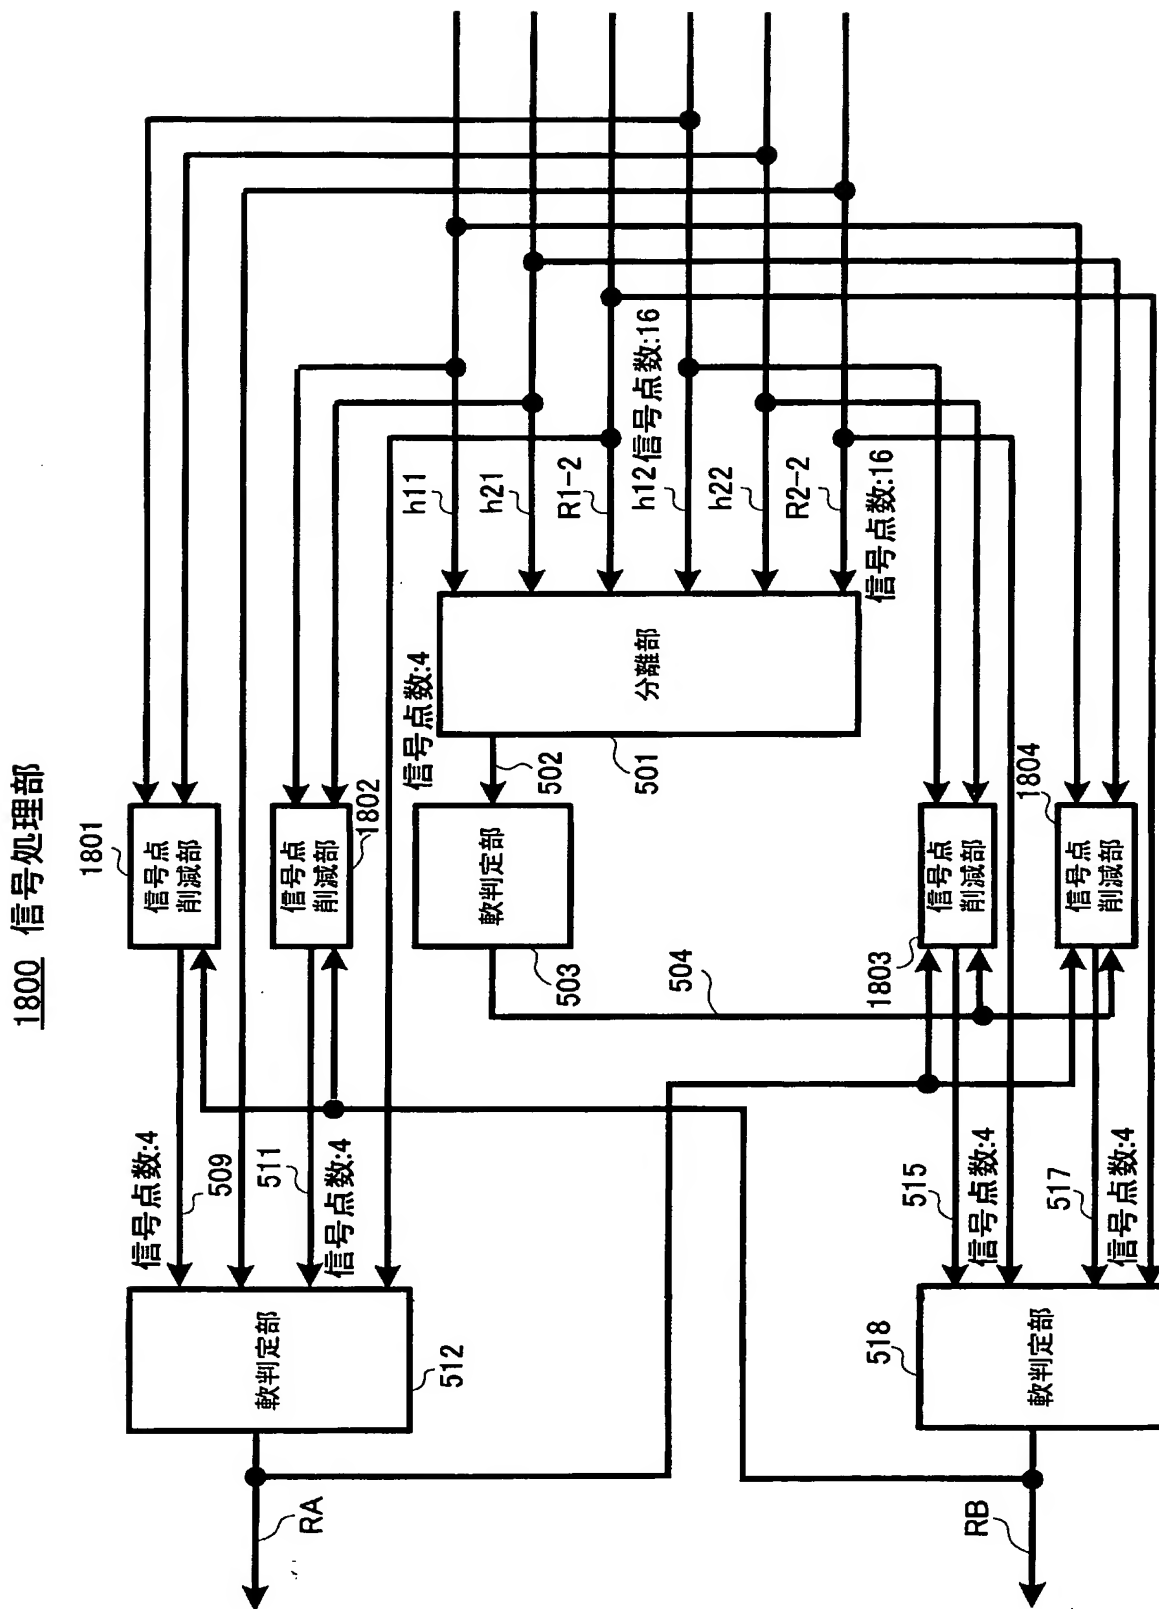 1800 信号処理部
1801
信号点
削減部
信号点
削減部
1802
信号点数:4
509
511
信号点数:4
軟判定部
512
RA
信号点数:4
軟判定部
503
502
分離部
501
h11
h21
R1-2
h12
信号点数:16
h22
R2-2
信号点数:16
504
1803
信号点
削減部
1804
信号点
削減部
515
信号点数:4
517
信号点数:4
518
軟判定部
RB